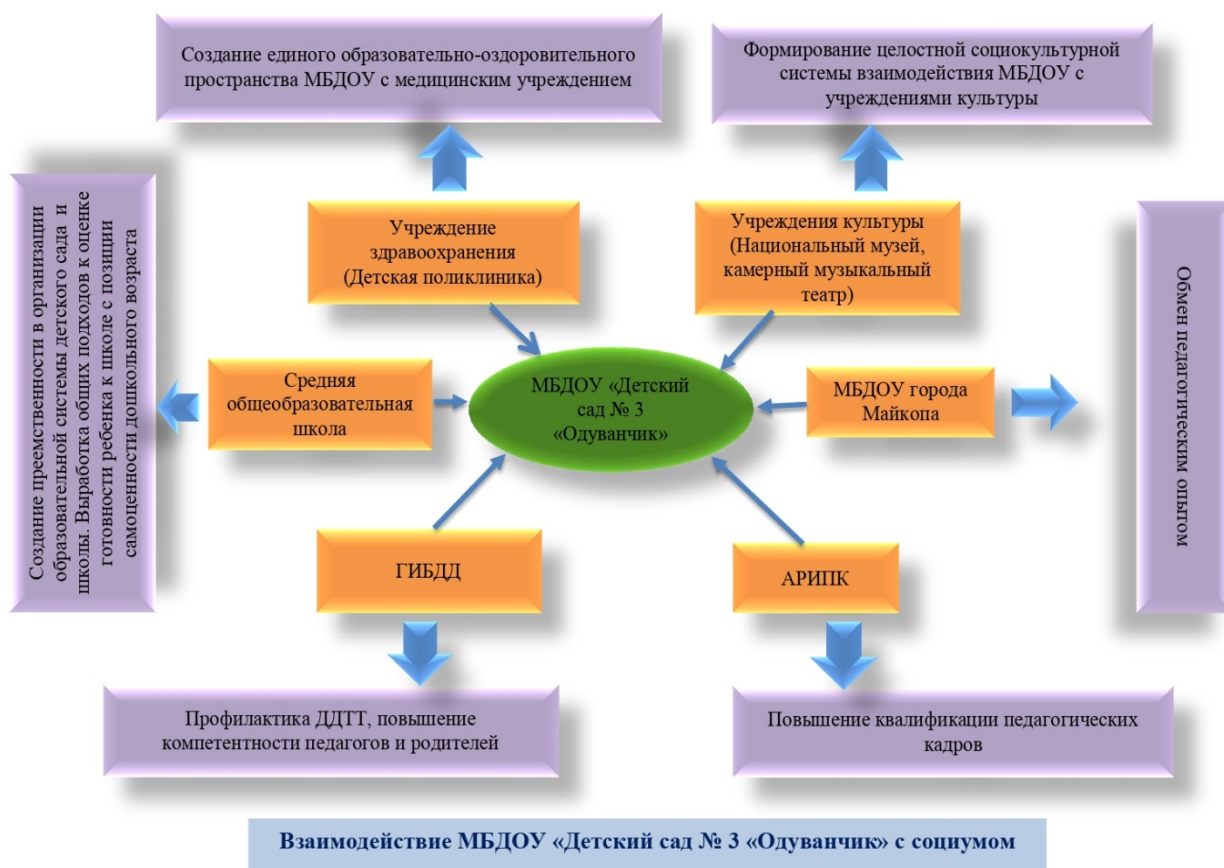 Создание единого образовательно-оздоровительного
пространства МБДОУ с медицинским учреждением
Формирование целостной социокультурной
системы взаимодействия МБДОУ с
учреждениями культуры
Создание преемственности в организации
образовательной системы детского сада и
школы. Выработка общих подходов к оценке
готовности ребенка к школе с позиции
самоценности дошкольного возраста
Учреждение
здравоохранения
(Детская поликлиника)
Учреждения культуры
(Национальный музей,
камерный музыкальный
театр)
Обмен педагогическим опытом
Средняя
общеобразовательная
школа
МБДОУ «Детский
сад № 3
«Одуванчик»
МБДОУ города
Майкопа
ГИБДД
АРИПК
Профилактика ДДТТ, повышение
компетентности педагогов и родителей
Повышение квалификации педагогических
кадров
Взаимодействие МБДОУ «Детский сад № 3 «Одуванчик» с социумом